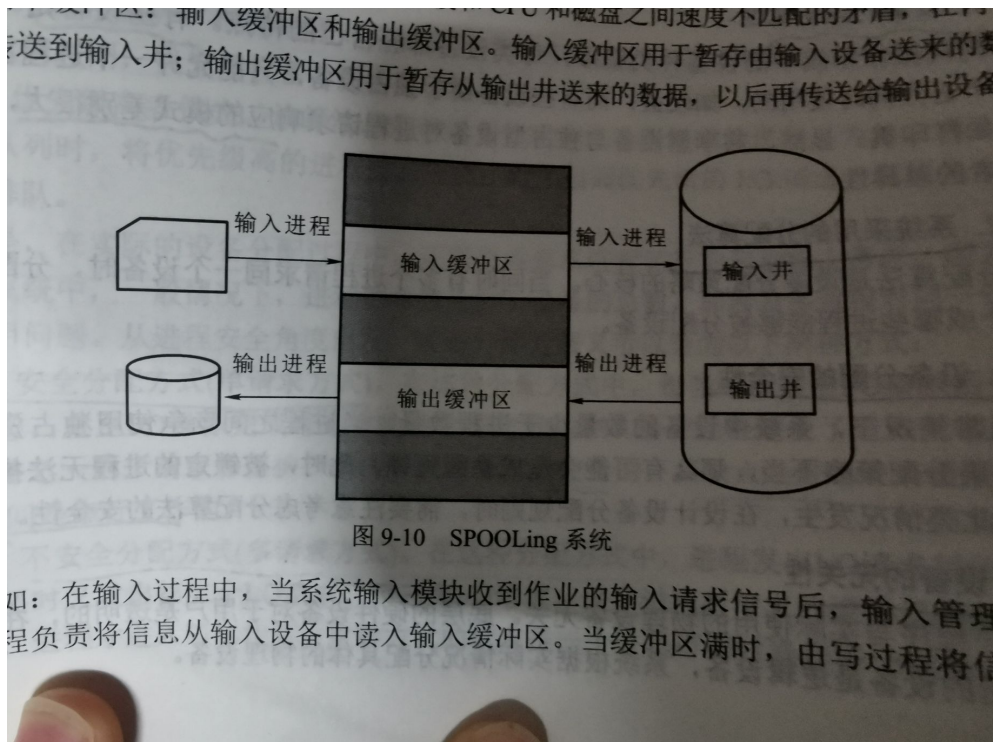 缓冲区：输入缓冲区和输出缓冲区。输入缓冲区用于暂存由输入设备送来的数
传送到输入井；输出缓冲区用于暂存从输出井送来的数据，以后再传送给输出设备
输入进程
输入缓冲区
输入进程
输入井
输出进程
输出缓冲区
输出进程
输出井
图 9-10 SPOOLing 系统
如：在输入过程中，当系统输入模块收到作业的输入请求信号后，输入管理
程负责将信息从输入设备中读入输入缓冲区。当缓冲区满时，由写过程将信